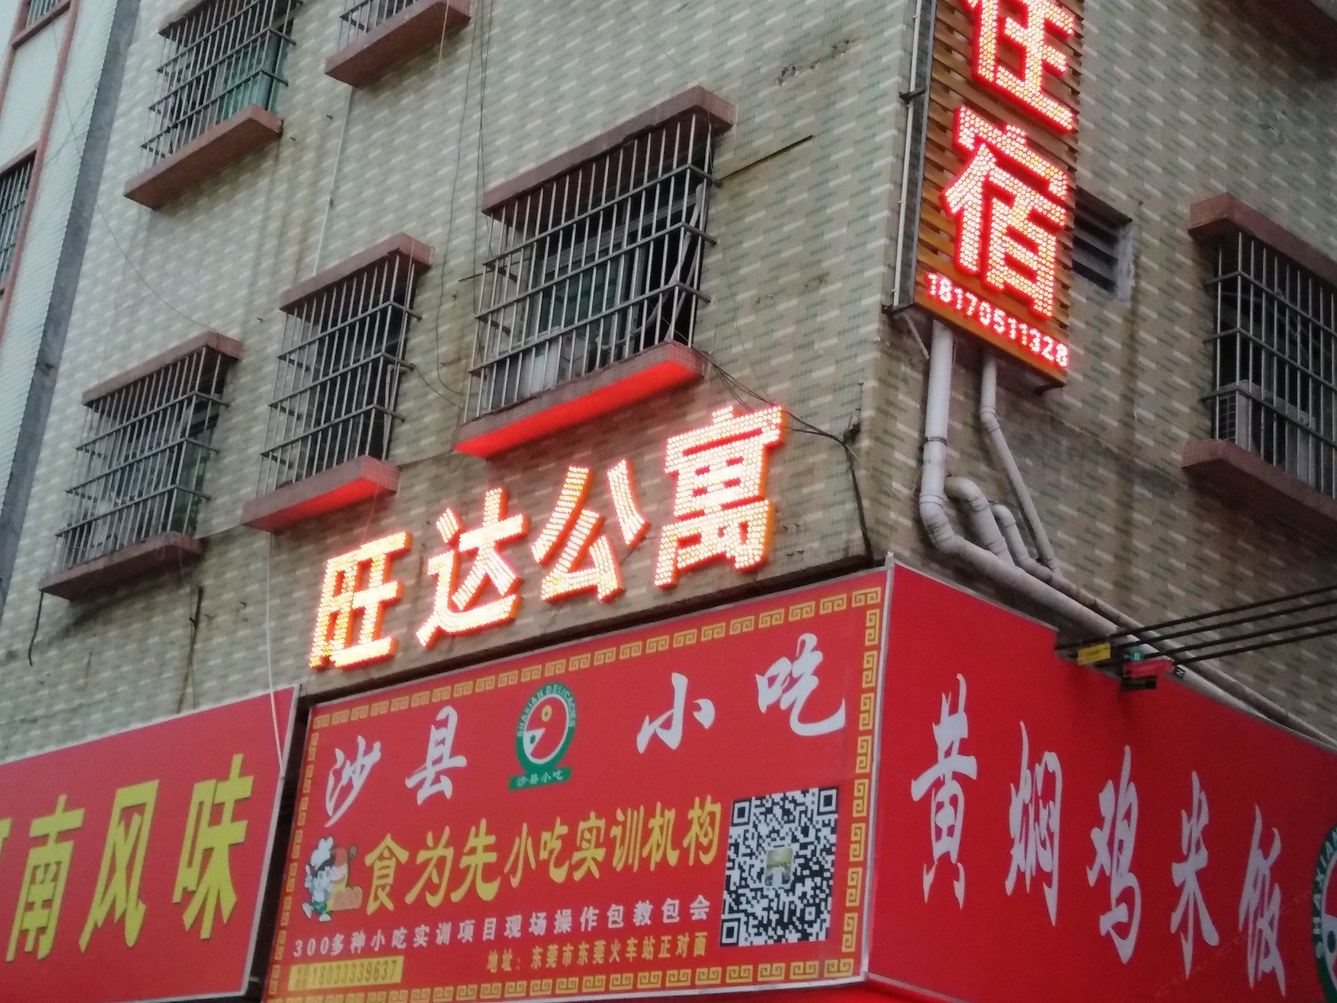 住宿
18170511328
旺达公寓
南风味
沙县小吃
SHAXIAN DELICACIES
沙县小吃
食为先小吃实训机构
300多种小吃实训项目现场操作包教包会
18033339637
地址：东莞市东莞火车站正对面
黄焖鸡米饭